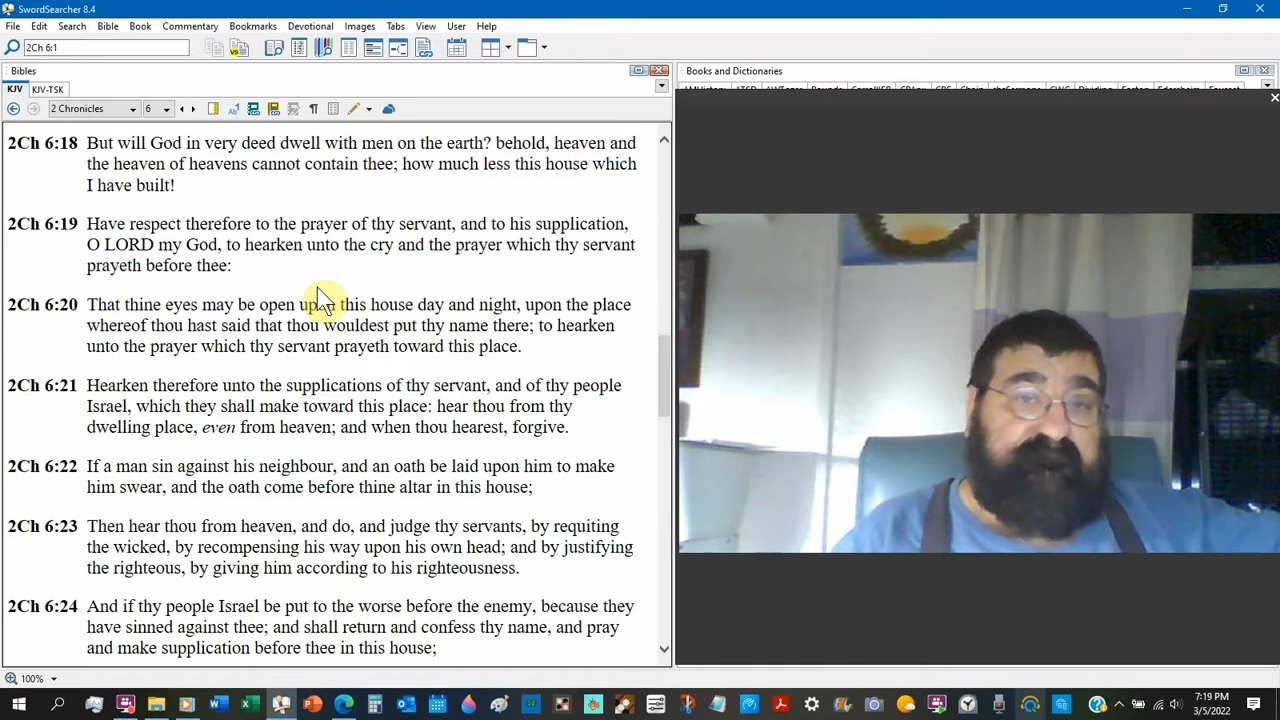 SwordSearcher 8.4
File Edit Search Bible Book Commentary Bookmarks Devotional Images Tabs View User Help
2Ch 6:1
Bibles
Books and Dictionaries
KJV KJV-TSK
2 Chronicles 6
2Ch 6:18 But will God in very deed dwell with men on the earth? behold, heaven and
the heaven of heavens cannot contain thee; how much less this house which
I have built!
2Ch 6:19 Have respect therefore to the prayer of thy servant, and to his supplication,
O LORD my God, to hearken unto the cry and the prayer which thy servant
prayeth before thee:
2Ch 6:20 That thine eyes may be open upon this house day and night, upon the place
whereof thou hast said that thou wouldest put thy name there; to hearken
unto the prayer which thy servant prayeth toward this place.
2Ch 6:21 Hearken therefore unto the supplications of thy servant, and of thy people
Israel, which they shall make toward this place: hear thou from thy
dwelling place, even from heaven; and when thou hearest, forgive.
2Ch 6:22 If a man sin against his neighbour, and an oath be laid upon him to make
him swear, and the oath come before thine altar in this house;
2Ch 6:23 Then hear thou from heaven, and do, and judge thy servants, by requiting
the wicked, by recompensing his way upon his own head; and by justifying
the righteous, by giving him according to his righteousness.
2Ch 6:24 And if thy people Israel be put to the worse before the enemy, because they
have sinned against thee; and shall return and confess thy name, and pray
and make supplication before thee in this house;
100%
7:19 PM
3/5/2022